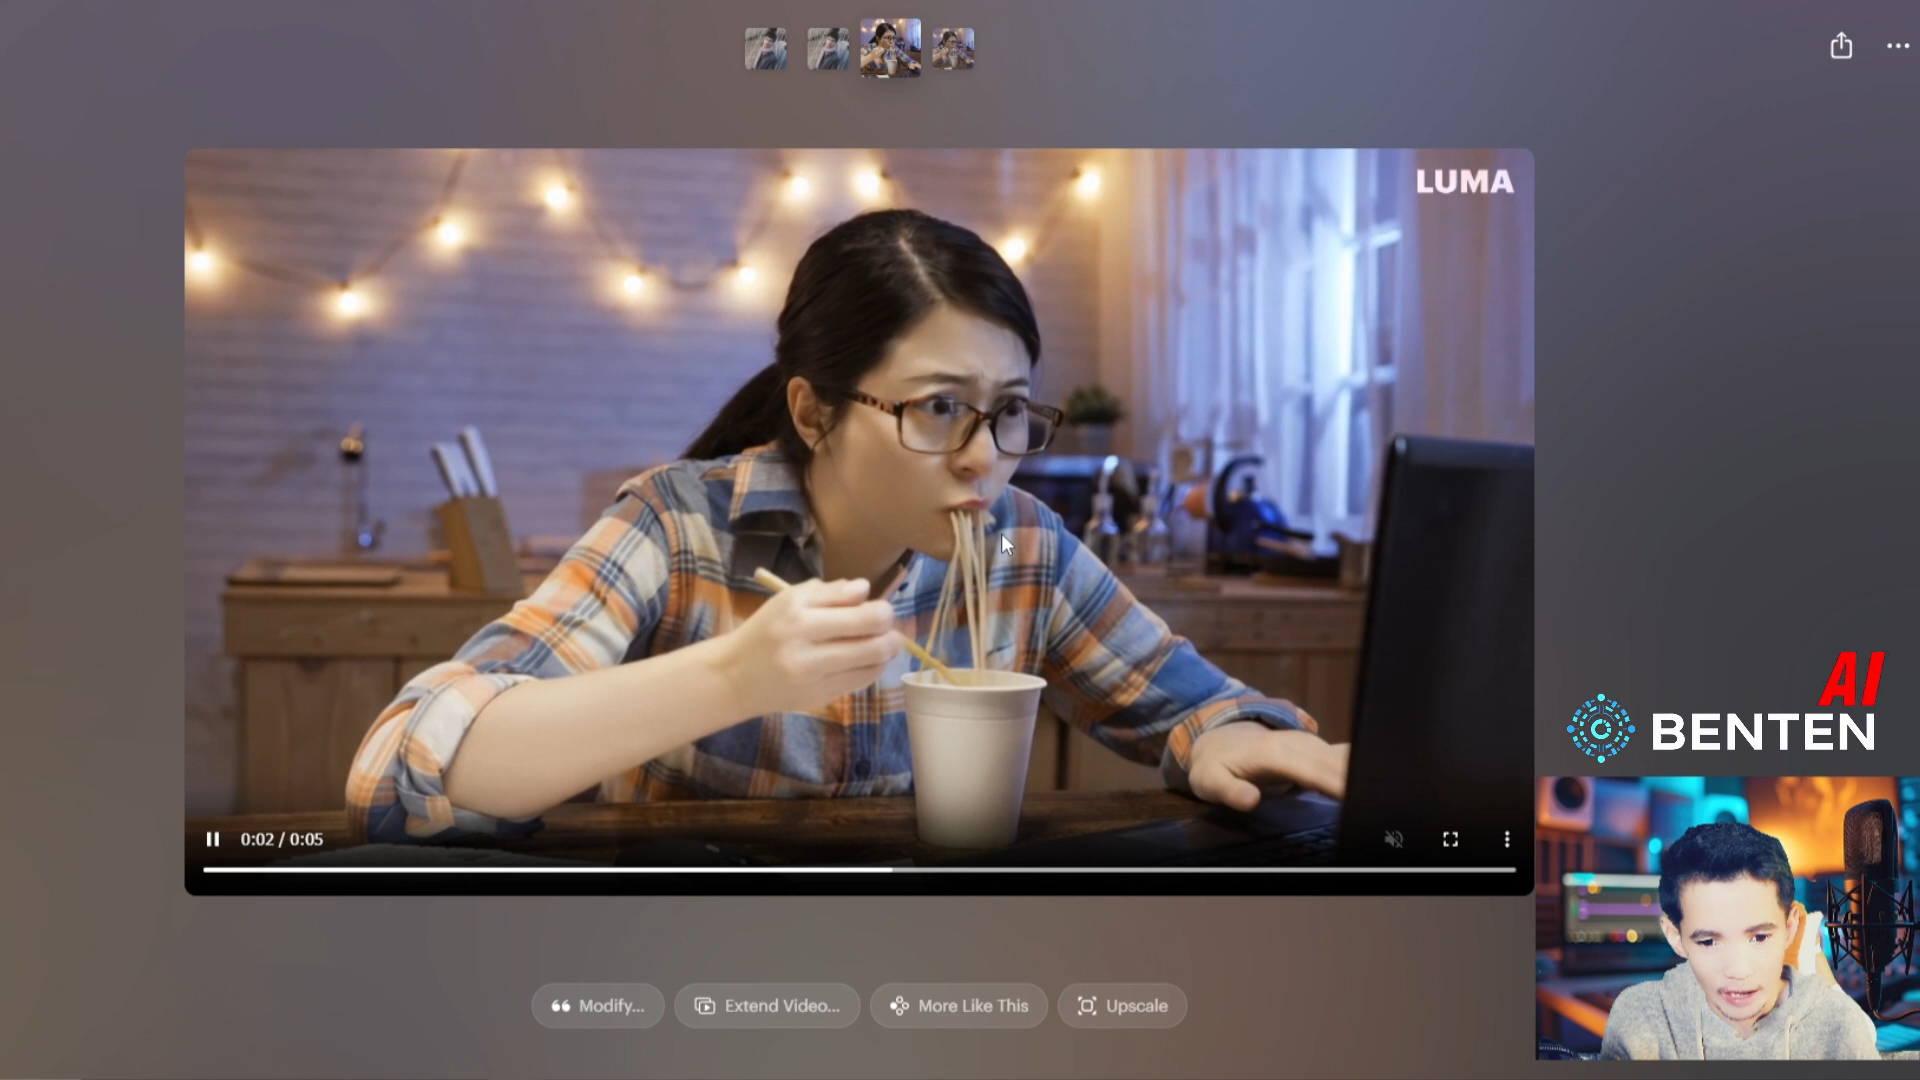 LUMA
0:02 / 0:05
AI
BENTEN
Modify...
Extend Video...
More Like This
Upscale